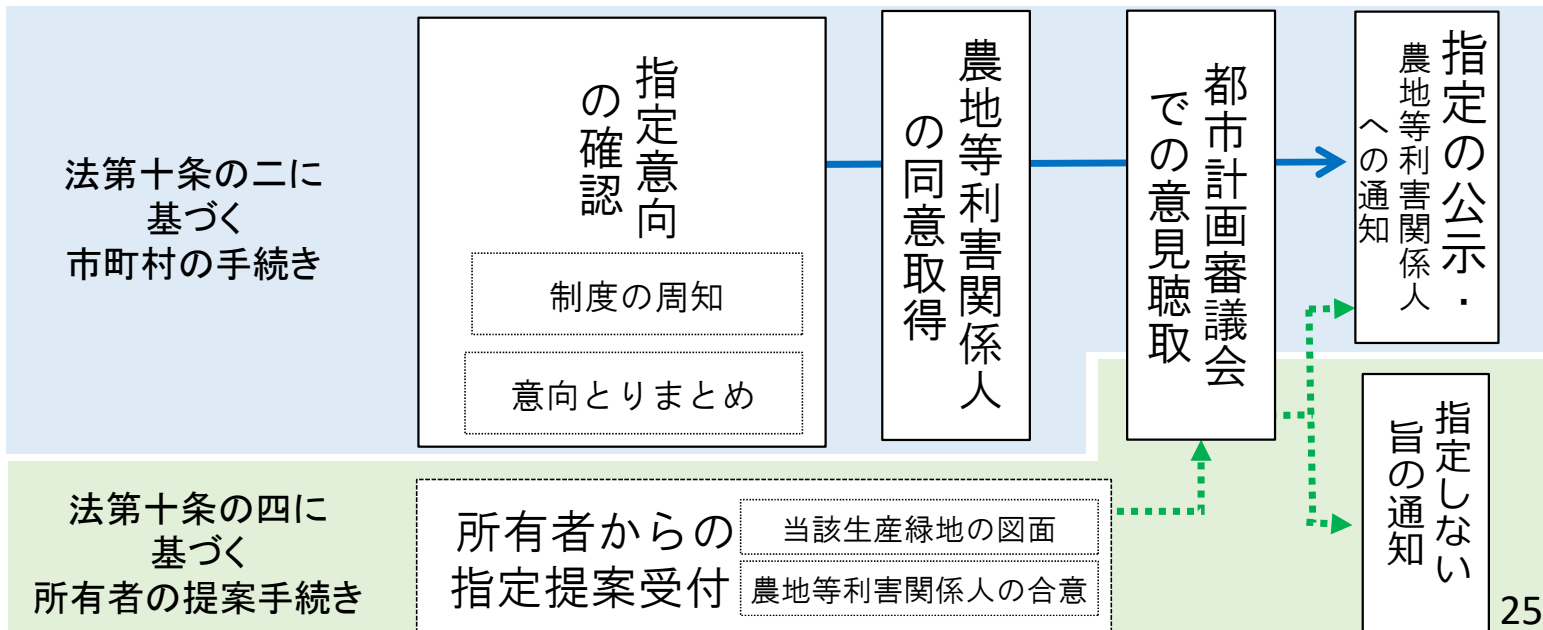 法第十条の二に
基づく
市町村の手続き
指定意向
の確認
制度の周知
意向とりまとめ
農地等利害関係人
の同意取得
都市計画審議会
での意見聴取
指定の公示・
農地等利害関係人
への通知
法第十条の四に
基づく
所有者の提案手続き
所有者からの
指定提案受付
当該生産緑地の図面
農地等利害関係人の合意
指定しない
旨の通知
25